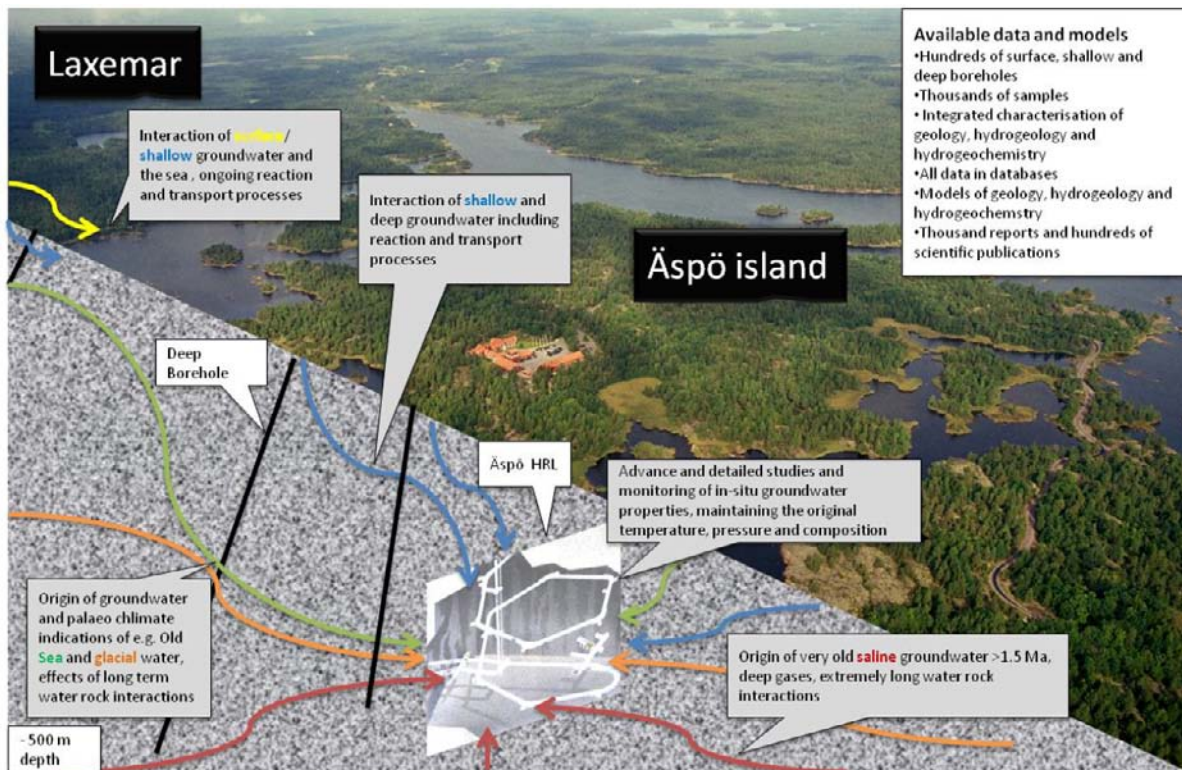 Laxemar
Available data and models
•Hundreds of surface, shallow and
deep boreholes
•Thousands of samples
• Integrated characterisation of
geology, hydrogeology and
hydrogeochemistry
•All data in databases
•Models of geology, hydrogeology and
hydrogeochemstry
•Thousand reports and hundreds of
scientific publications
Interaction of surface/
shallow groundwater and
the sea , ongoing reaction
and transport processes
Interaction of shallow and
deep groundwater including
reaction and transport
processes
Äspö island
Deep
Borehole
Äspö HRL
Advance and detailed studies and
monitoring of in-situ groundwater
properties, maintaining the original
temperature, pressure and composition
Origin of groundwater
and palaeo chlimate
indications of e.g. Old
Sea and glacial water,
effects of long term
water rock interactions
Origin of very old saline groundwater >1.5 Ma,
deep gases, extremely long water rock
interactions
- 500 m
depth